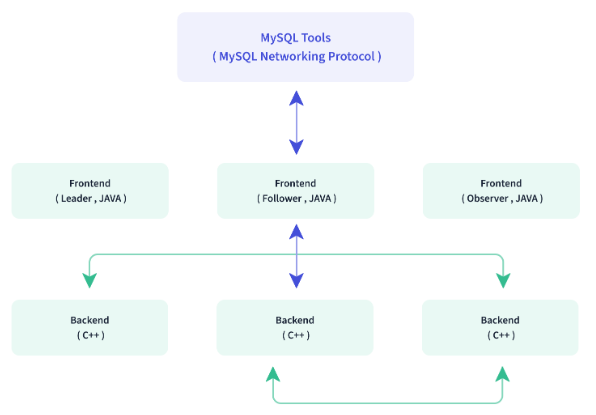 MySQL Tools
( MySQL Networking Protocol )
Frontend
( Leader , JAVA )
Frontend
( Follower , JAVA )
Frontend
( Observer , JAVA )
Backend
( C++ )
Backend
( C++ )
Backend
( C++ )